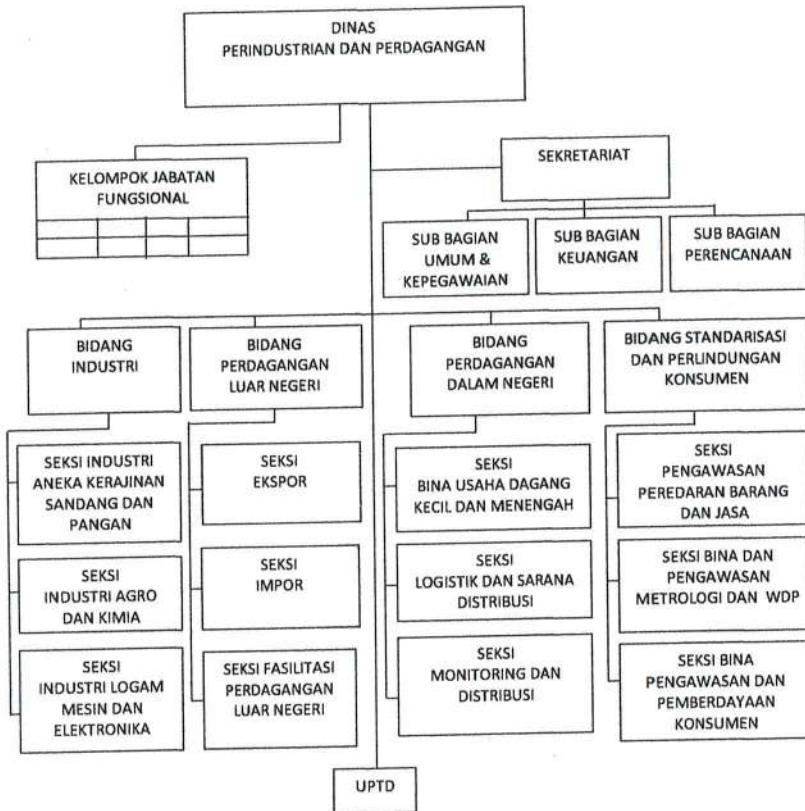 DINAS
PERINDUSTRIAN DAN PERDAGANGAN
KELOMPOK JABATAN
FUNGSIONAL
SEKRETARIAT
SUB BAGIAN
UMUM &
KEPEGAWAIAN
SUB BAGIAN
KEUANGAN
SUB BAGIAN
PERENCANAAN
BIDANG
INDUSTRI
BIDANG
PERDAGANGAN
LUAR NEGERI
BIDANG
PERDAGANGAN
DALAM NEGERI
BIDANG STANDARISASI
DAN PERLINDUNGAN
KONSUMEN
SEKSI INDUSTRI
ANEKA KERAJINAN
SANDANG DAN
PANGAN
SEKSI
EKSPOR
SEKSI
BINA USAHA DAGANG
KECIL DAN MENENGAH
SEKSI
PENGAWASAN
PEREDARAN BARANG
DAN JASA
SEKSI
INDUSTRI AGRO
DAN KIMIA
SEKSI
IMPOR
SEKSI
LOGISTIK DAN SARANA
DISTRIBUSI
SEKSI BINA DAN
PENGAWASAN
METROLOGI DAN WDP
SEKSI
INDUSTRI LOGAM
MESIN DAN
ELEKTRONIKA
SEKSI FASILITASI
PERDAGANGAN
LUAR NEGERI
SEKSI
MONITORING DAN
DISTRIBUSI
SEKSI BINA
PENGAWASAN DAN
PEMBERDAYAAN
KONSUMEN
UPTD